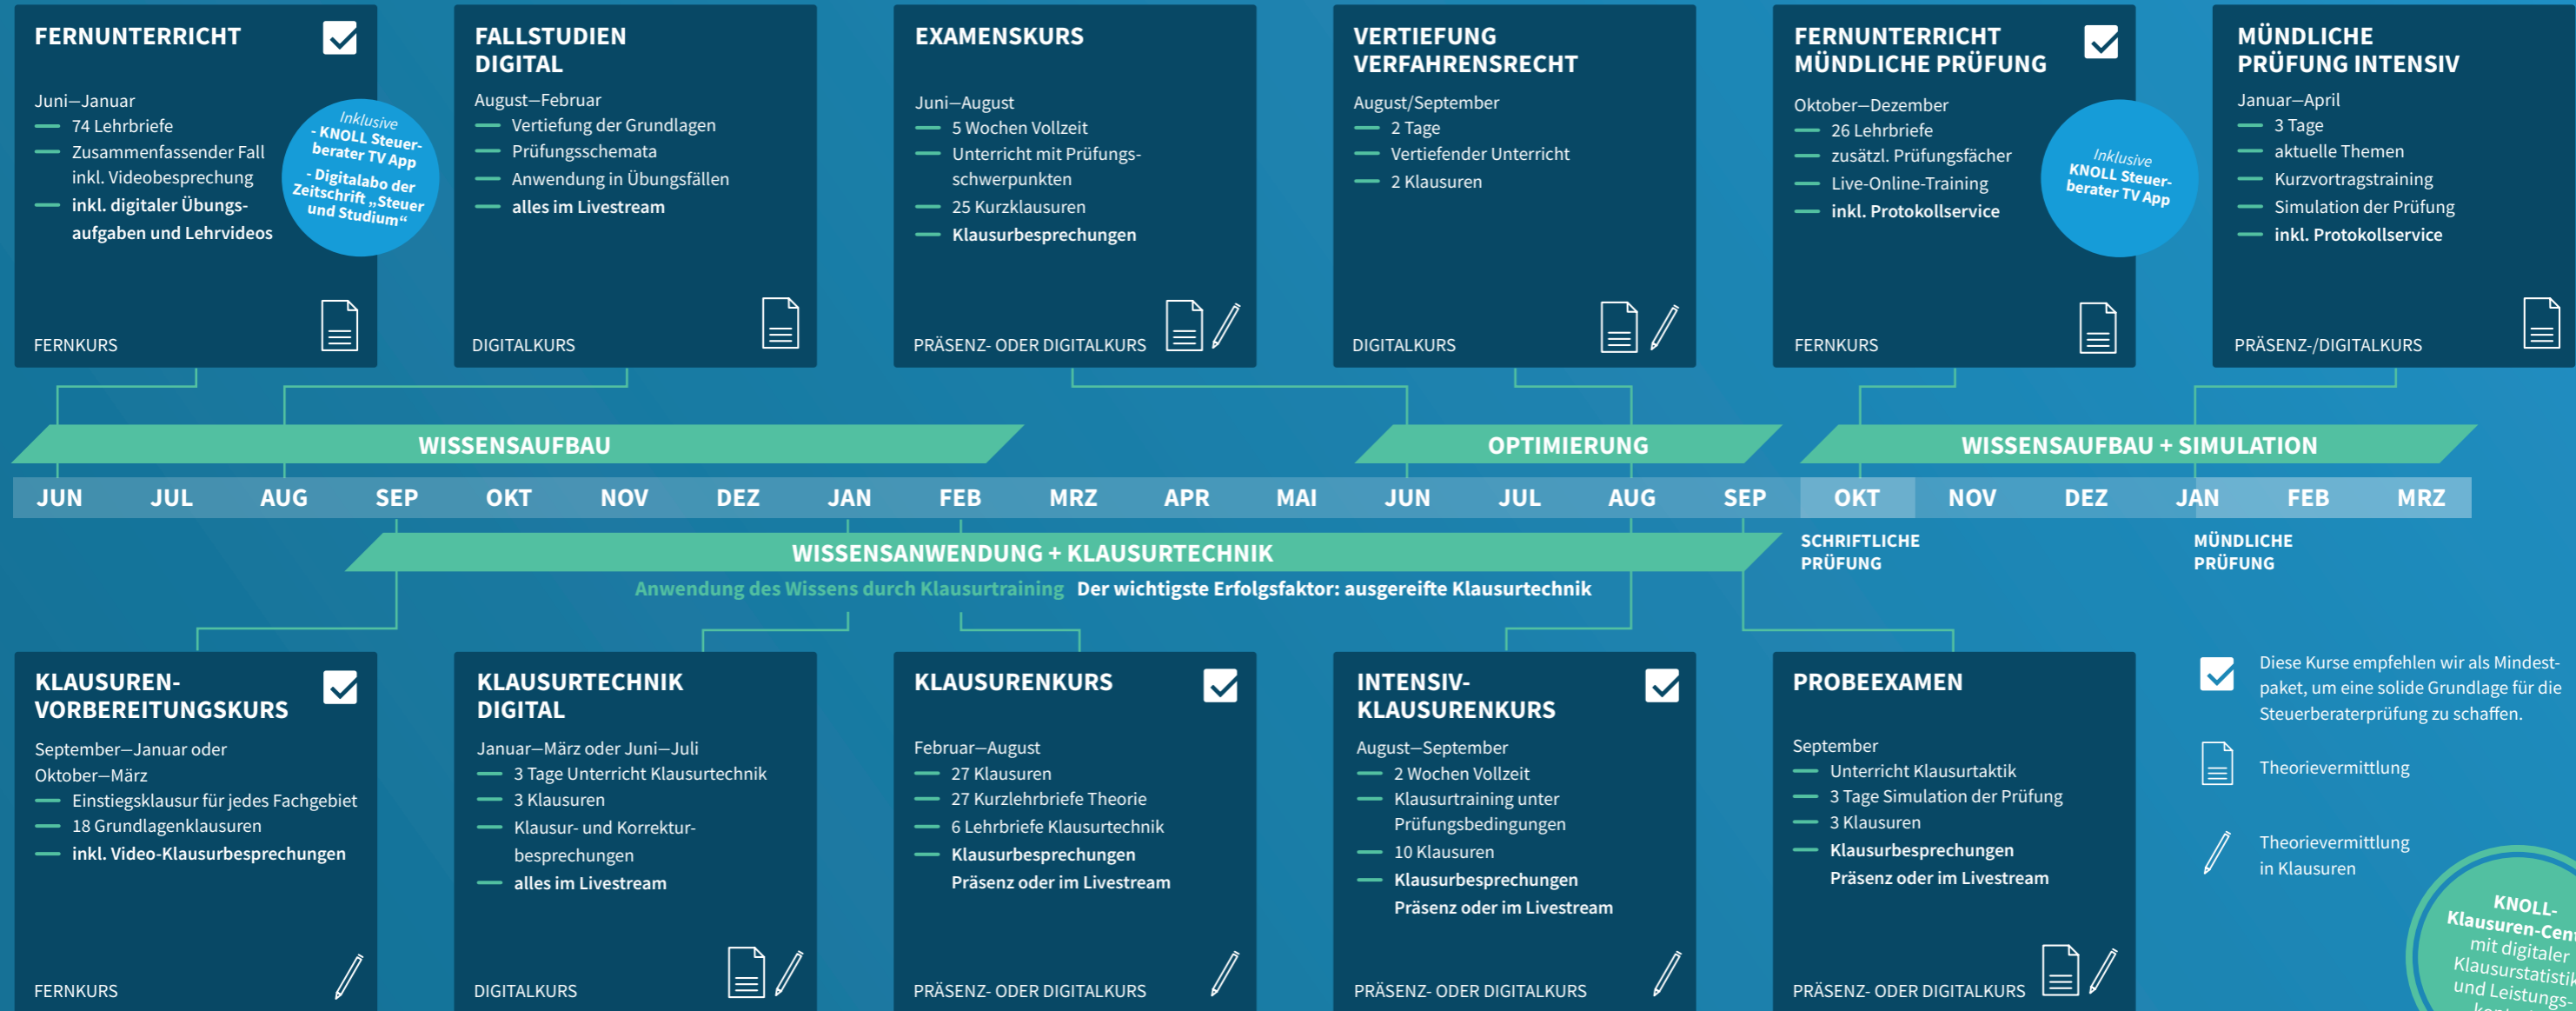 FERNUNTERRICHT
Juni–Januar
74 Lehrbriefe
Zusammenfassender Fall
inkl. Videobesprechung
inkl. digitaler Übungs-
aufgaben und Lehrvideos
FERNKURS
Inklusive
- KNOLL Steuer-
berater TV App
- Digitalabo der
Zeitschrift „Steuer
und Studium“
FALLSTUDIEN
DIGITAL
August–Februar
Vertiefung der Grundlagen
Prüfungsschemata
Anwendung in Übungsfällen
alles im Livestream
DIGITALKURS
EXAMENSKURS
Juni–August
5 Wochen Vollzeit
Unterricht mit Prüfungs-
schwerpunkten
25 Kurzklausuren
Klausurbesprechungen
PRÄSENZ- ODER DIGITALKURS
VERTIEFUNG
VERFAHRENSRECHT
August/September
2 Tage
Vertiefender Unterricht
2 Klausuren
DIGITALKURS
FERNUNTERRICHT
MÜNDLICHE PRÜFUNG
Oktober–Dezember
26 Lehrbriefe
zusätzl. Prüfungsfächer
Live-Online-Training
inkl. Protokollservice
FERNKURS
Inklusive
KNOLL Steuer-
berater TV App
MÜNDLICHE
PRÜFUNG INTENSIV
Januar–April
3 Tage
aktuelle Themen
Kurzvortragstraining
Simulation der Prüfung
inkl. Protokollservice
PRÄSENZ-/DIGITALKURS
WISSENSAUFBAU
OPTIMIERUNG
WISSENSAUFBAU + SIMULATION
JUN JUL AUG SEP OKT NOV DEZ JAN FEB MRZ APR MAI JUN JUL AUG SEP OKT NOV DEZ JAN FEB MRZ
WISSENSANWENDUNG + KLAUSURTECHNIK
SCHRIFTLICHE
PRÜFUNG
MÜNDLICHE
PRÜFUNG
Anwendung des Wissens durch Klausurtraining Der wichtigste Erfolgsfaktor: ausgereifte Klausurtechnik
KLAUSUREN-
VORBEREITUNGSKURS
September–Januar oder
Oktober–März
Einstiegsklausur für jedes Fachgebiet
18 Grundlagenklausuren
inkl. Video-Klausurbesprechungen
FERNKURS
KLAUSURTECHNIK
DIGITAL
Januar–März oder Juni–Juli
3 Tage Unterricht Klausurtechnik
3 Klausuren
Klausur- und Korrektur-
besprechungen
alles im Livestream
DIGITALKURS
KLAUSURENKURS
Februar–August
27 Klausuren
27 Kurzlehrbriefe Theorie
6 Lehrbriefe Klausurtechnik
Klausurbesprechungen
Präsenz oder im Livestream
PRÄSENZ- ODER DIGITALKURS
INTENSIV-
KLAUSURENKURS
August–September
2 Wochen Vollzeit
Klausurtraining unter
Prüfungsbedingungen
10 Klausuren
Klausurbesprechungen
Präsenz oder im Livestream
PRÄSENZ- ODER DIGITALKURS
PROBEEXAMEN
September
Unterricht Klausurtaktik
3 Tage Simulation der Prüfung
3 Klausuren
Klausurbesprechungen
Präsenz oder im Livestream
PRÄSENZ- ODER DIGITALKURS
Diese Kurse empfehlen wir als Mindest-
paket, um eine solide Grundlage für die
Steuerberaterprüfung zu schaffen.
Theorievermittlung
Theorievermittlung
in Klausuren
KNOLL-
Klausuren-Cent
mit digitaler
Klausurstatistik
und Leistungs-